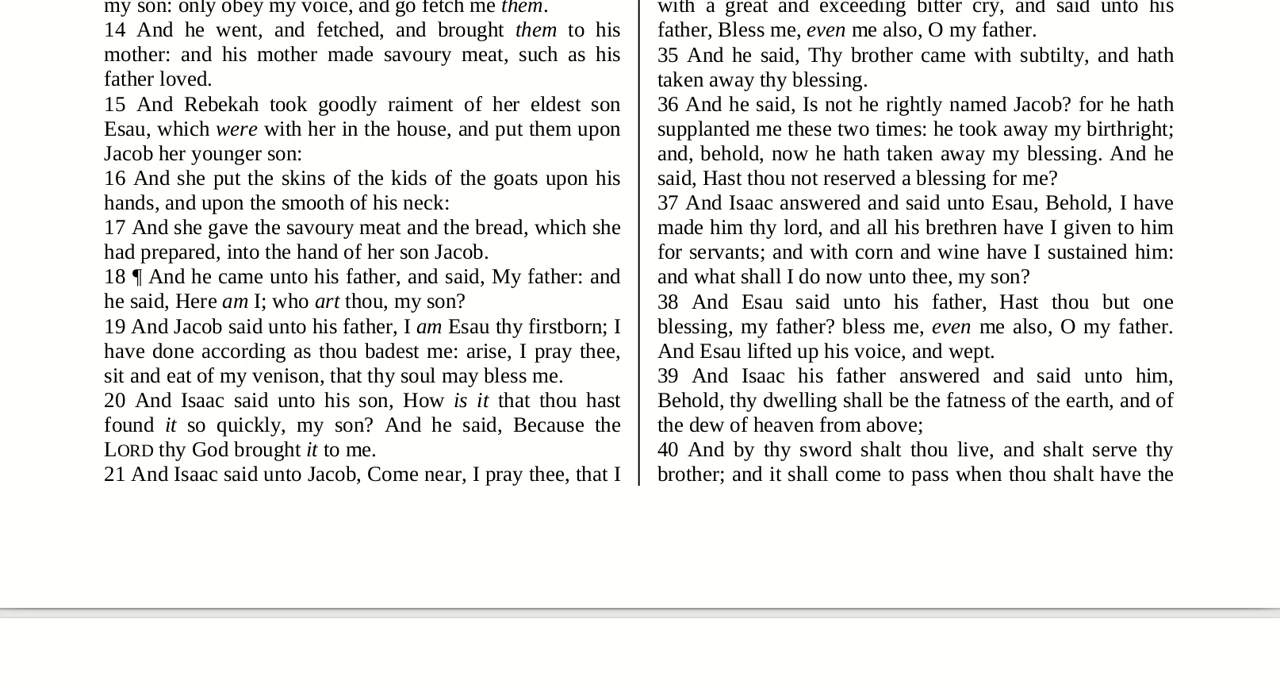 my son: only obey my voice, and go fetch me them.
14 And he went, and fetched, and brought them to his
mother: and his mother made savoury meat, such as his
father loved.
15 And Rebekah took goodly raiment of her eldest son
Esau, which were with her in the house, and put them upon
Jacob her younger son:
16 And she put the skins of the kids of the goats upon his
hands, and upon the smooth of his neck:
17 And she gave the savoury meat and the bread, which she
had prepared, into the hand of her son Jacob.
18 ¶ And he came unto his father, and said, My father: and
he said, Here am I; who art thou, my son?
19 And Jacob said unto his father, I am Esau thy firstborn; I
have done according as thou badest me: arise, I pray thee,
sit and eat of my venison, that thy soul may bless me.
20 And Isaac said unto his son, How is it that thou hast
found it so quickly, my son? And he said, Because the
LORD thy God brought it to me.
21 And Isaac said unto Jacob, Come near, I pray thee, that I
with a great and exceeding bitter cry, and said unto his
father, Bless me, even me also, O my father.
35 And he said, Thy brother came with subtilty, and hath
taken away thy blessing.
36 And he said, Is not he rightly named Jacob? for he hath
supplanted me these two times: he took away my birthright;
and, behold, now he hath taken away my blessing. And he
said, Hast thou not reserved a blessing for me?
37 And Isaac answered and said unto Esau, Behold, I have
made him thy lord, and all his brethren have I given to him
for servants; and with corn and wine have I sustained him:
and what shall I do now unto thee, my son?
38 And Esau said unto his father, Hast thou but one
blessing, my father? bless me, even me also, O my father.
And Esau lifted up his voice, and wept.
39 And Isaac his father answered and said unto him,
Behold, thy dwelling shall be the fatness of the earth, and of
the dew of heaven from above;
40 And by thy sword shalt thou live, and shalt serve thy
brother; and it shall come to pass when thou shalt have the